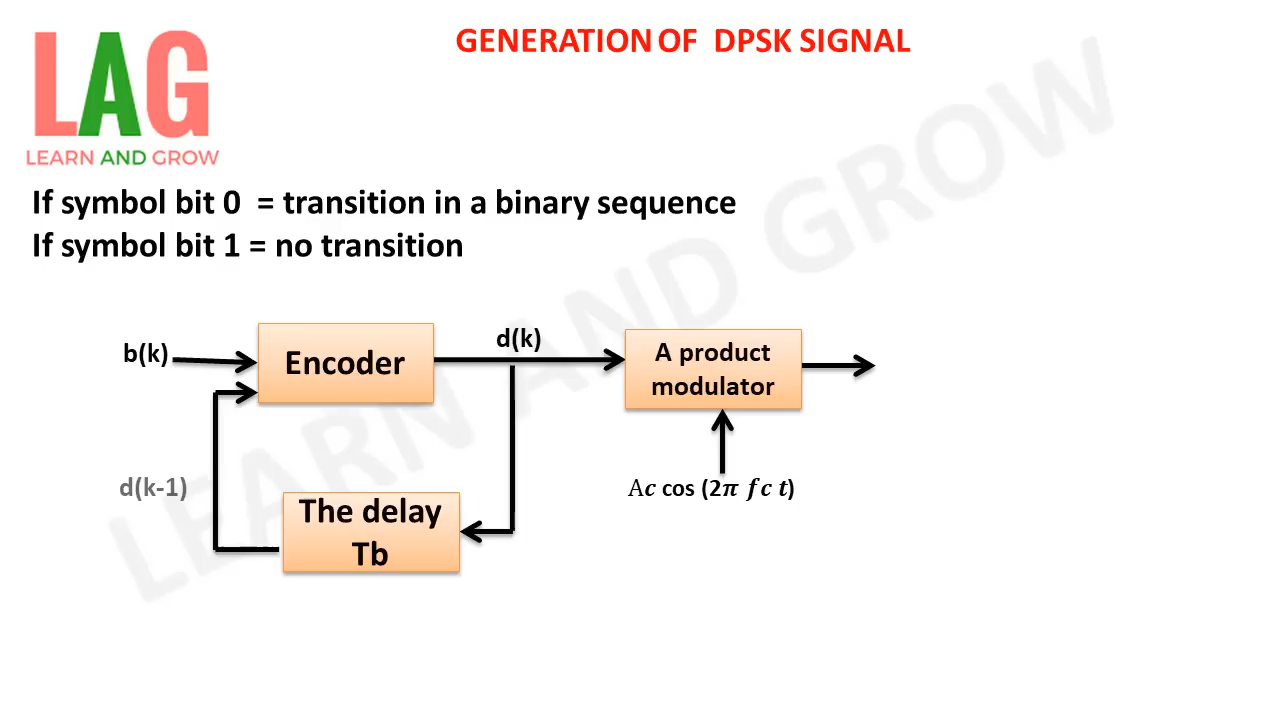 LAG
LEARN AND GROW
GENERATION OF DPSK SIGNAL
If symbol bit 0 = transition in a binary sequence
If symbol bit 1 = no transition
b(k)
Encoder
d(k)
A product
modulator
d(k-1)
The delay
Tb
Ac cos (2π fc t)
LEARN AND GROW